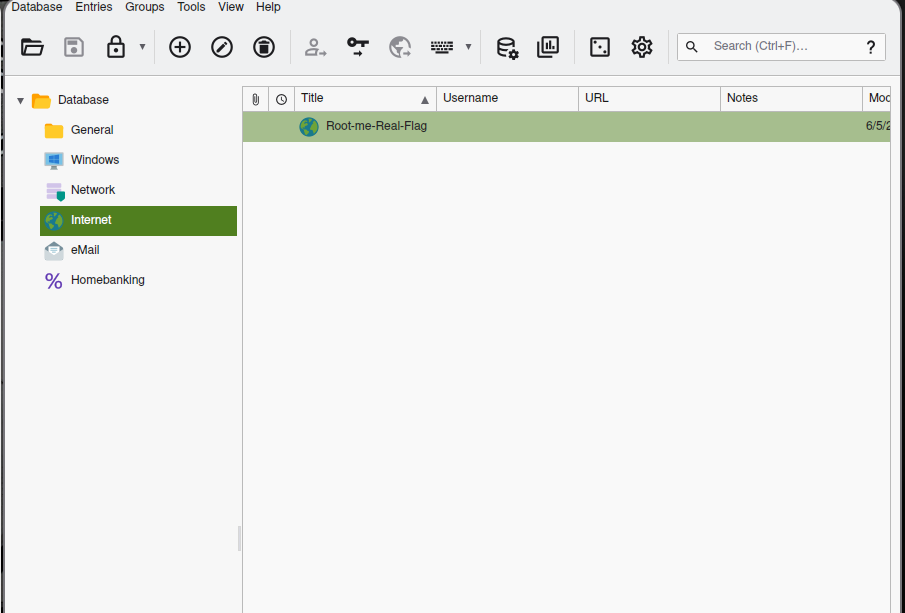 Database Entries Groups Tools View Help
Search (Ctrl+F)... ?
Database
General
Windows
Network
Internet
eMail
Homebanking
Title Username URL Notes Moc
Root-me-Real-Flag 6/5/2